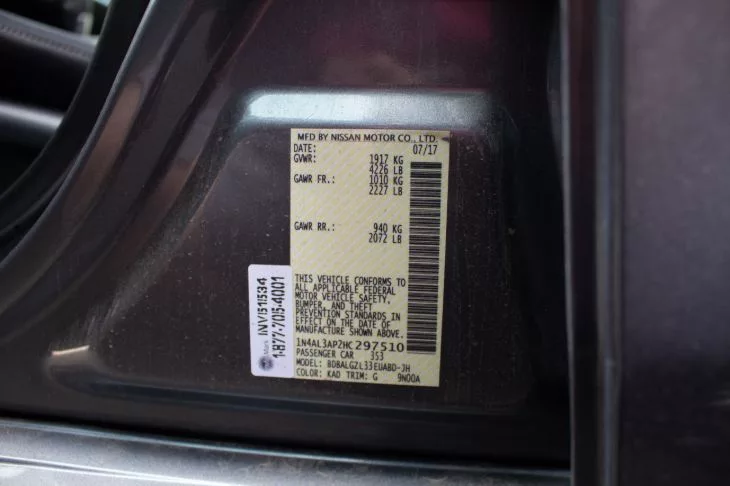 MFD BY NISSAN MOTOR CO., LTD.
DATE: 07/17
GVWR: 1917 KG
4226 LB
GAWR FR.: 1010 KG
2227 LB
GAWR RR.: 940 KG
2072 LB
THIS VEHICLE CONFORMS TO
ALL APPLICABLE FEDERAL
MOTOR VEHICLE SAFETY,
BUMPER, AND THEFT
PREVENTION STANDARDS IN
EFFECT ON THE DATE OF
MANUFACTURE SHOWN ABOVE.
1N4AL3AP2HC297510
PASSENGER CAR 3S3
MODEL: BDBALGZL33EUABD-JH
COLOR: KAD TRIM: G 9N00A
INV1511534
1-877-705-4001